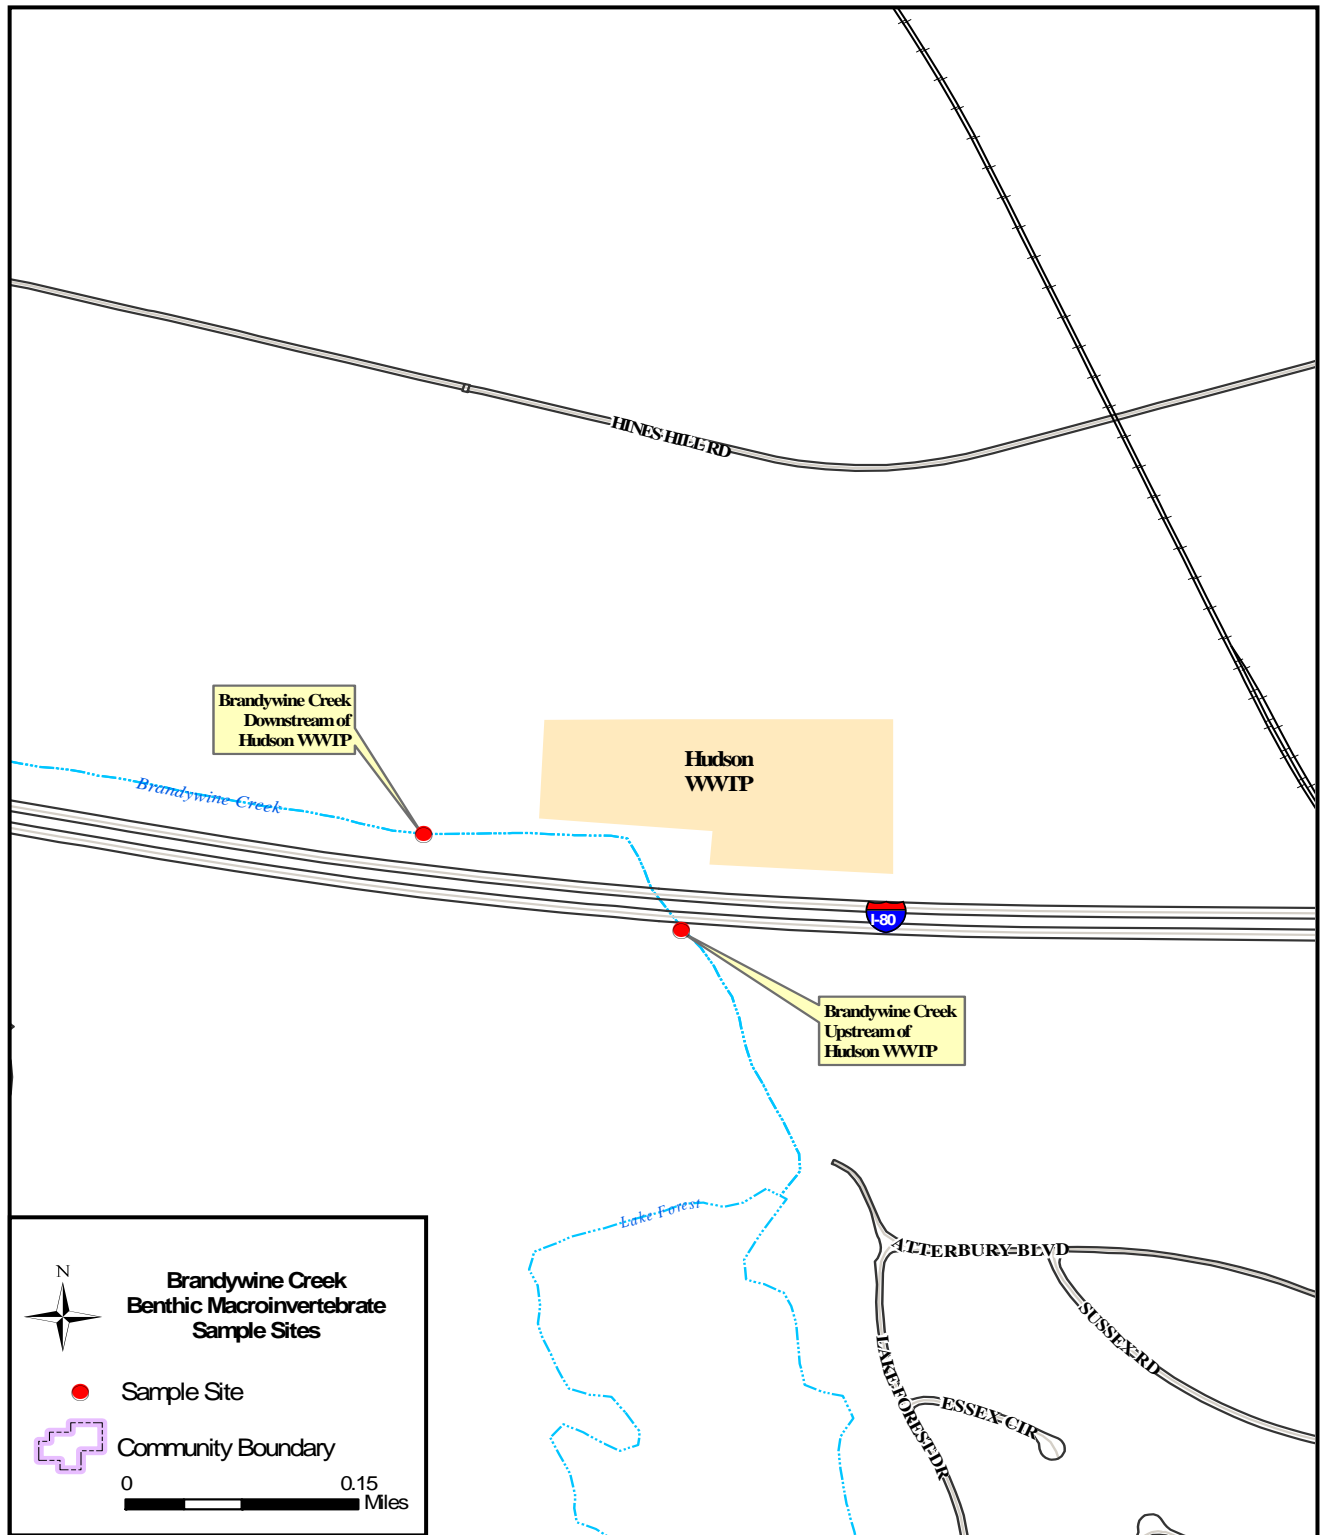 HINES HILL RD
Brandywine Creek
Downstream of
Hudson WWTP
Hudson
WWTP
Brandywine Creek
I-80
Brandywine Creek
Upstream of
Hudson WWTP
Lake Forest
ATTERBURY BLVD
SUSSEX RD
LAKE FOREST DR
ESSEX CIR
N
Brandywine Creek
Benthic Macroinvertebrate
Sample Sites
Sample Site
Community Boundary
0 0.15
Miles